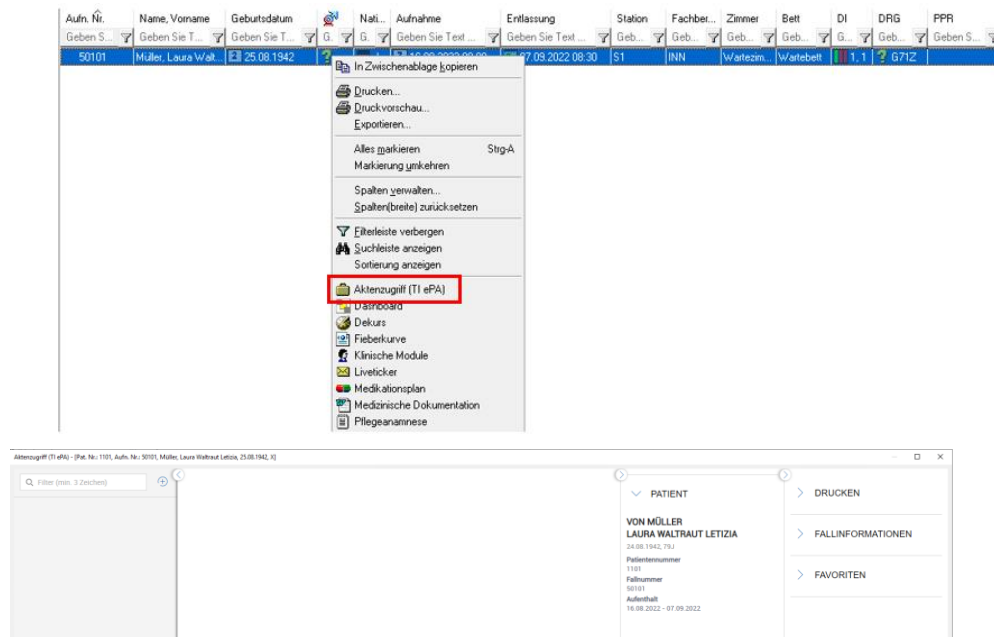 Aufn. Nr. Name, Vorname Geburtsdatum Nati... Aufnahme Entlassung Station Fachber... Zimmer Bett DI DRG PPR
Geben S... Geben Sie T... Geben Sie T... G. G. Geben Sie Text ... Geben Sie Text ... Geb... Geb... Geb... Geb... G... Geb... Geben S...
50101 Müller, Laura Walt... 25.08.1942 7.09.2022 08:30 S1 INN Wartezim... Wartebett 1, 1 G71Z
In Zwischenablage kopieren
Drucken...
Druckvorschau...
Exportieren...
Alles markieren Strg-A
Markierung umkehren
Spalten verwalten...
Spalten(breite) zurücksetzen
Filterleiste verbergen
Suchleiste anzeigen
Sortierung anzeigen
Aktenzugriff (TI ePA)
Dashboard
Dekurs
Fieberkurve
Klinische Module
Liveticker
Medikationsplan
Medizinische Dokumentation
Pflegeanamnese
Aktenzugriff (TI ePA) - [Pat. Nr.: 1101, Aufn. Nr.: 50101, Müller, Laura Waltraut Letizia, 25.08.1942, X]
Filter (min. 3 Zeichen)
PATIENT
VON MÜLLER
LAURA WALTRAUT LETIZIA
24.08.1942, 79J
Patientennummer
1101
Fallnummer
50101
Aufenthalt
16.08.2022 - 07.09.2022
DRUCKEN
FALLINFORMATIONEN
FAVORITEN